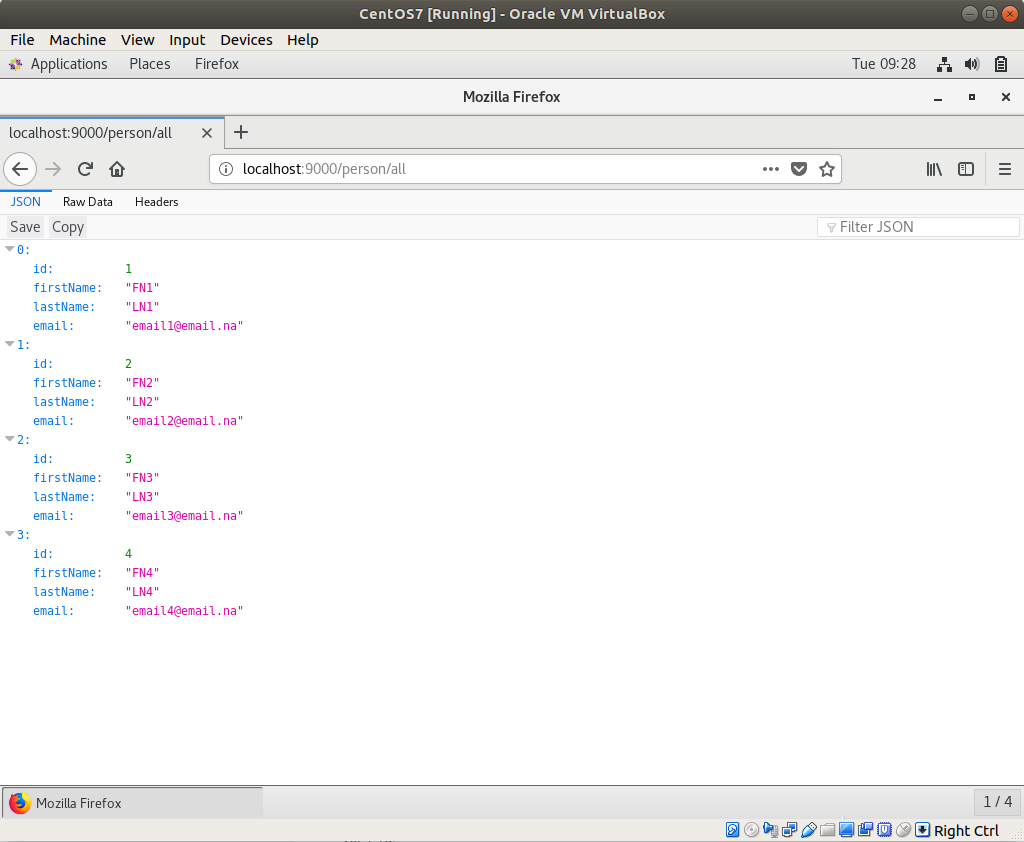 CentOS7 [Running] - Oracle VM VirtualBox
File Machine View Input Devices Help
Applications Places Firefox Tue 09:28
Mozilla Firefox
localhost:9000/person/all
localhost:9000/person/all
JSON Raw Data Headers
Save Copy Filter JSON
0:
id: 1
firstName: "FN1"
lastName: "LN1"
email: "email1@email.na"
1:
id: 2
firstName: "FN2"
lastName: "LN2"
email: "email2@email.na"
2:
id: 3
firstName: "FN3"
lastName: "LN3"
email: "email3@email.na"
3:
id: 4
firstName: "FN4"
lastName: "LN4"
email: "email4@email.na"
Mozilla Firefox 1 / 4
Right Ctrl